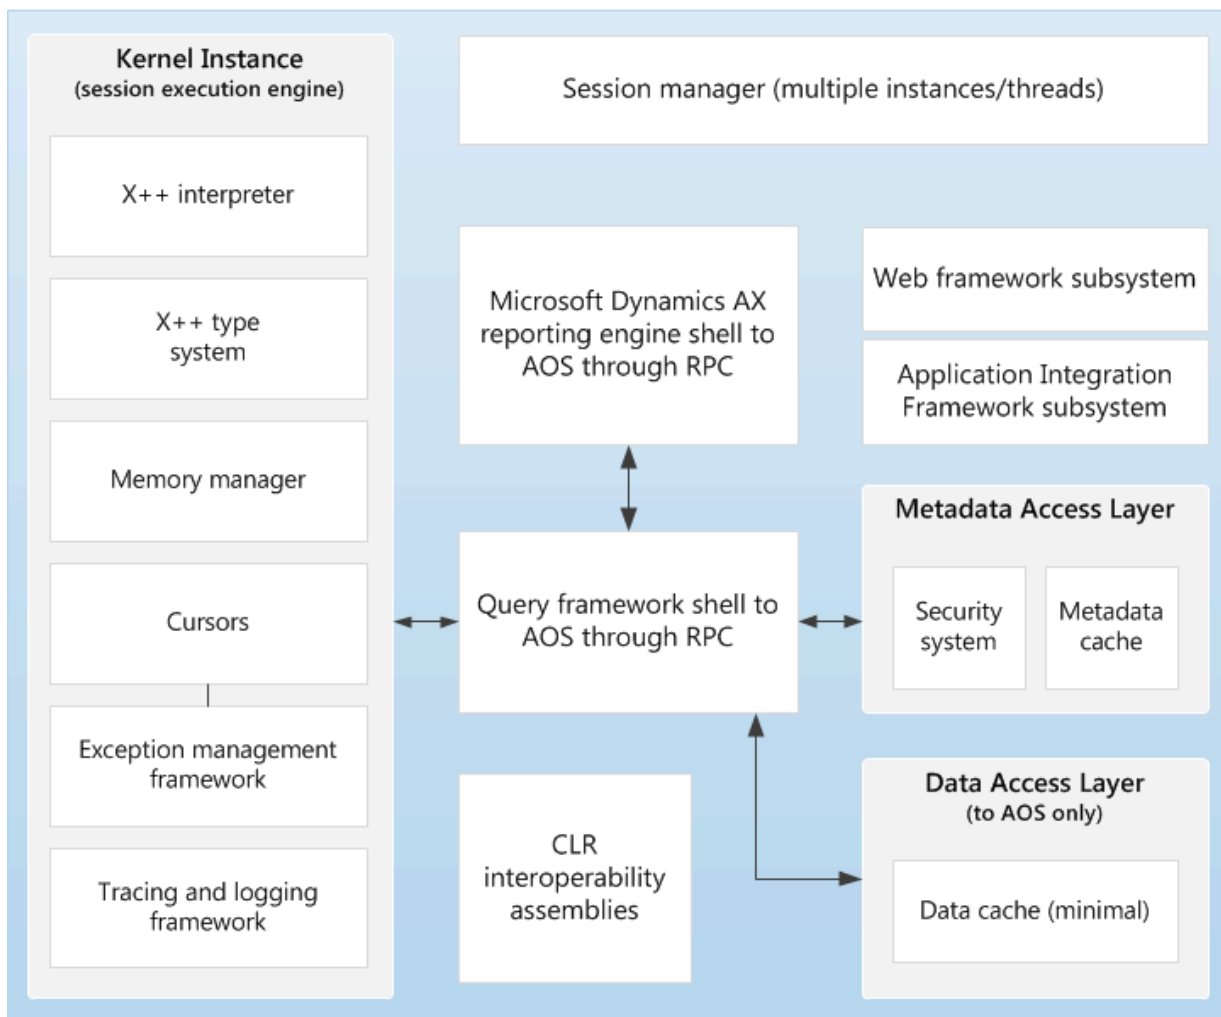 Kernel Instance
(session execution engine)
X++ interpreter
X++ type
system
Memory manager
Cursors
Exception management
framework
Tracing and logging
framework
Session manager (multiple instances/threads)
Microsoft Dynamics AX
reporting engine shell to
AOS through RPC
Query framework shell to
AOS through RPC
CLR
interoperability
assemblies
Web framework subsystem
Application Integration
Framework subsystem
Metadata Access Layer
Security
system
Metadata
cache
Data Access Layer
(to AOS only)
Data cache (minimal)